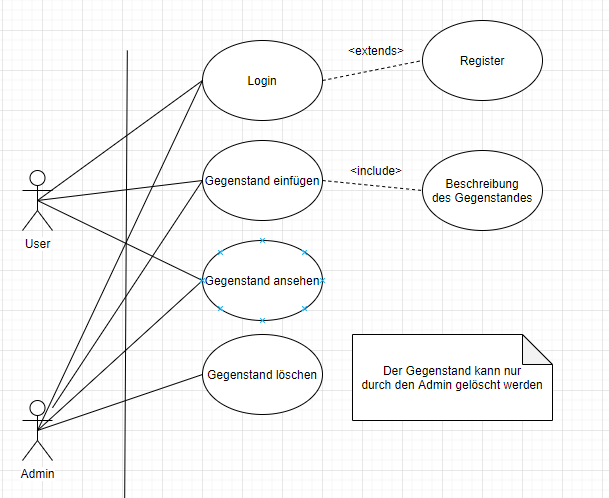 <extends>
Register
Login
<include>
Gegenstand einfügen
Beschreibung
des Gegenstandes
User
Gegenstand ansehen
Gegenstand löschen
Der Gegenstand kann nur
durch den Admin gelöscht werden
Admin